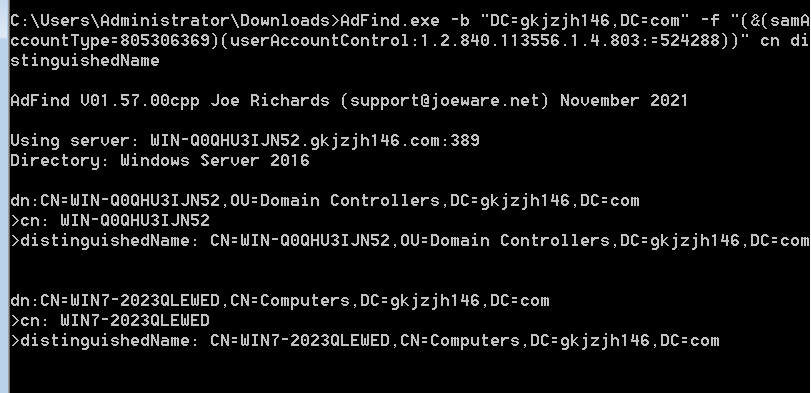 C:\Users\Administrator\Downloads>AdFind.exe -b "DC=gkjzjh146,DC=com" -f "(&(samA
ccountType=805306369)(userAccountControl:1.2.840.113556.1.4.803:=524288))" cn di
stinguishedName
AdFind V01.57.00cpp Joe Richards (support@joeware.net) November 2021
Using server: WIN-Q0QHU3IJN52.gkjzjh146.com:389
Directory: Windows Server 2016
dn:CN=WIN-Q0QHU3IJN52,OU=Domain Controllers,DC=gkjzjh146,DC=com
>cn: WIN-Q0QHU3IJN52
>distinguishedName: CN=WIN-Q0QHU3IJN52,OU=Domain Controllers,DC=gkjzjh146,DC=com
dn:CN=WIN7-2023QLEWED,CN=Computers,DC=gkjzjh146,DC=com
>cn: WIN7-2023QLEWED
>distinguishedName: CN=WIN7-2023QLEWED,CN=Computers,DC=gkjzjh146,DC=com